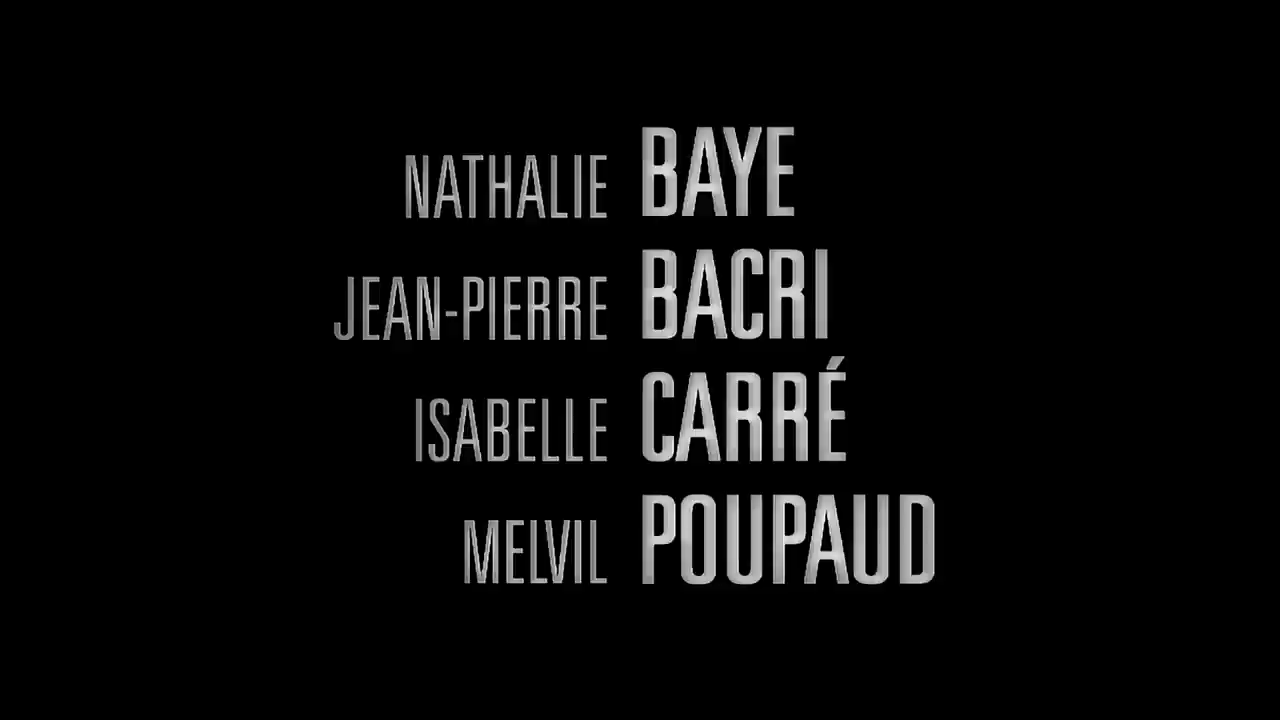 NATHALIE BAYE
JEAN-PIERRE BACRI
ISABELLE CARRÉ
MELVIL POUPAUD